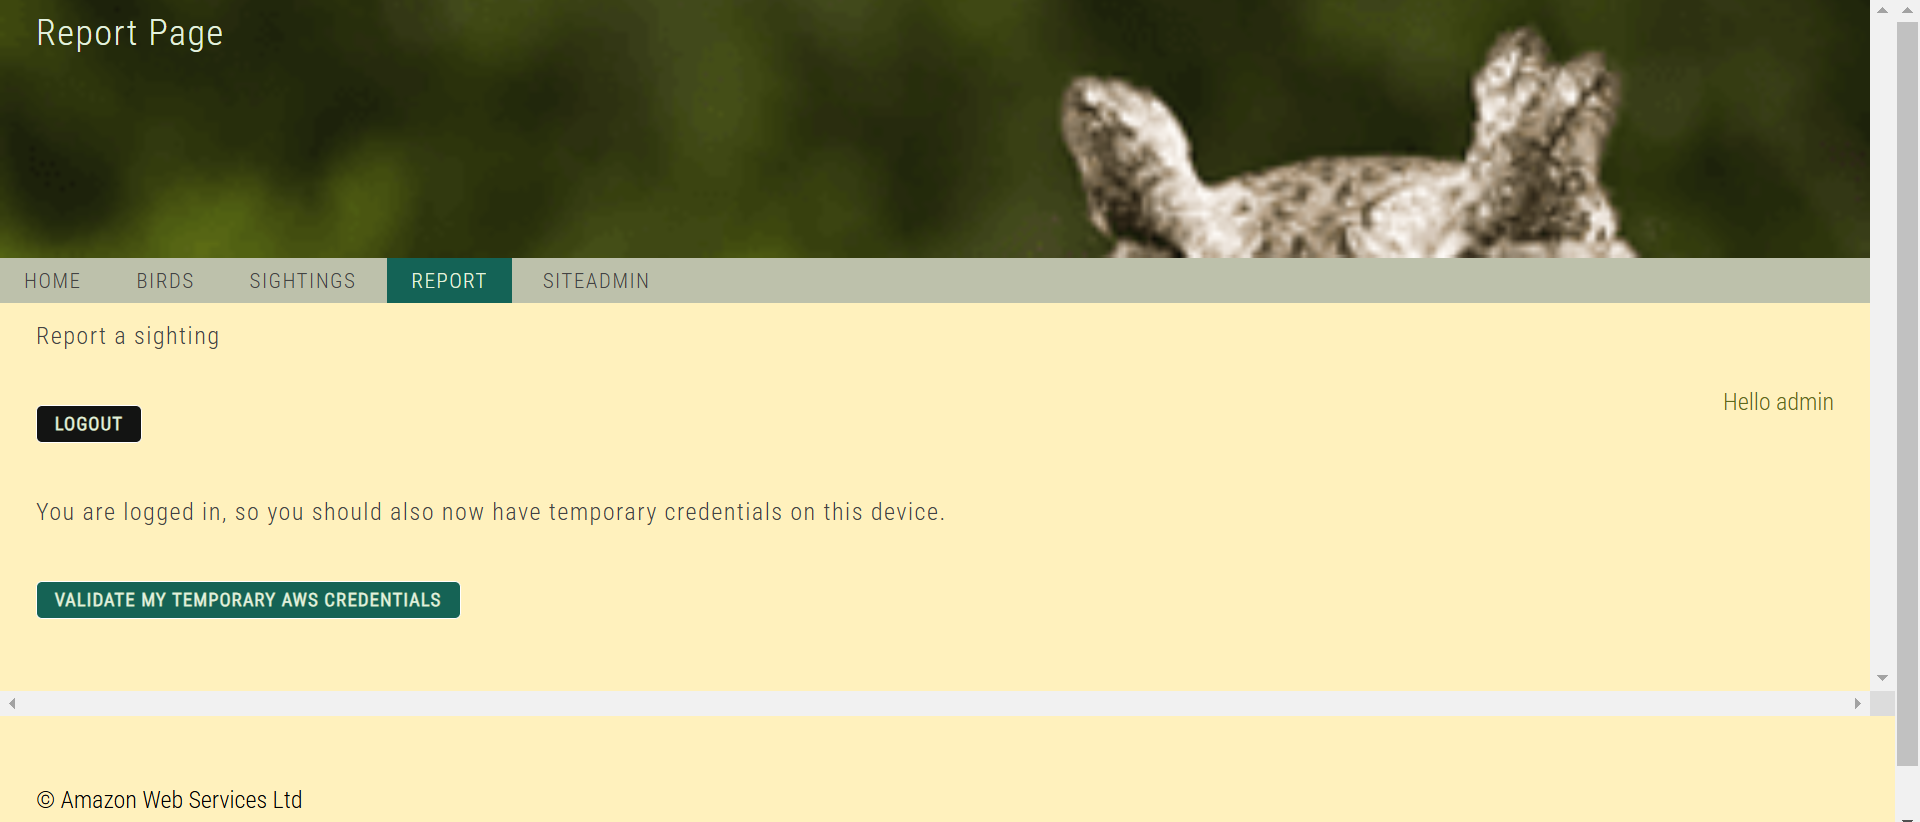 Report Page
HOME BIRDS SIGHTINGS REPORT SITEADMIN
Report a sighting
Hello admin
LOGOUT
You are logged in, so you should also now have temporary credentials on this device.
VALIDATE MY TEMPORARY AWS CREDENTIALS
© Amazon Web Services Ltd